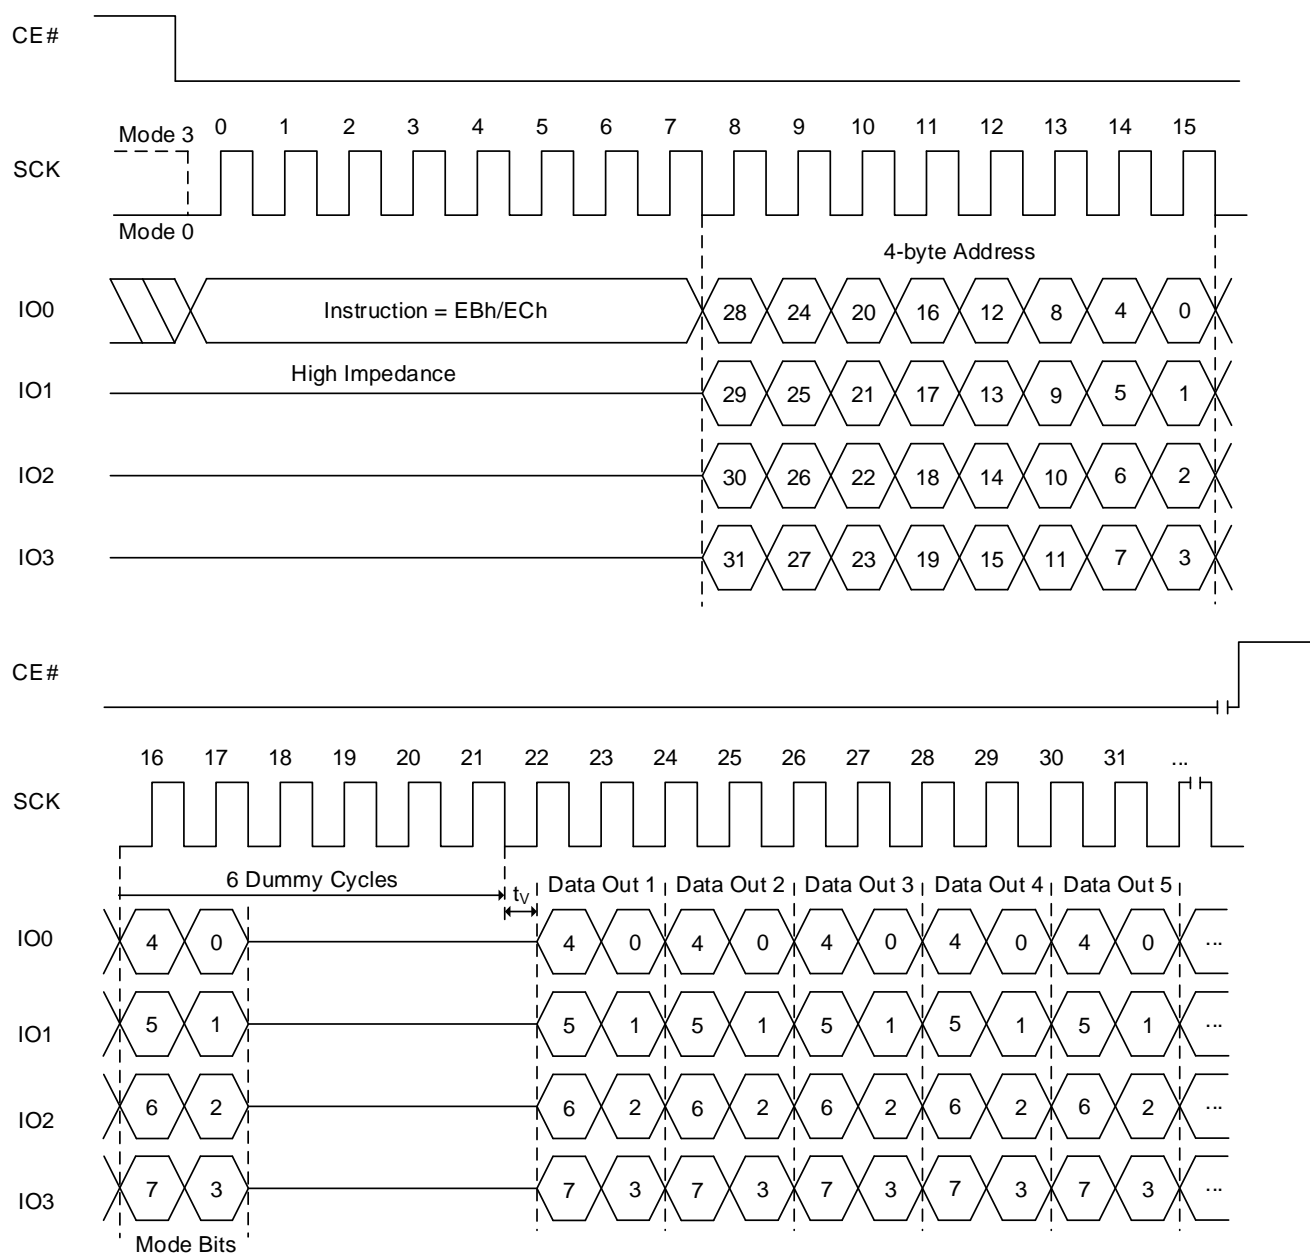 CE#
Mode 3 0 1 2 3 4 5 6 7 8 9 10 11 12 13 14 15
SCK
Mode 0
4-byte Address
IO0 Instruction = EBh/ECh 28 24 20 16 12 8 4 0
High Impedance
IO1 29 25 21 17 13 9 5 1
IO2 30 26 22 18 14 10 6 2
IO3 31 27 23 19 15 11 7 3
CE#
16 17 18 19 20 21 22 23 24 25 26 27 28 29 30 31 ...
SCK
6 Dummy Cycles tV Data Out 1 Data Out 2 Data Out 3 Data Out 4 Data Out 5
IO0 4 0 4 0 4 0 4 0 4 0 4 0 ...
IO1 5 1 5 1 5 1 5 1 5 1 5 1 ...
IO2 6 2 6 2 6 2 6 2 6 2 6 2 ...
IO3 7 3 7 3 7 3 7 3 7 3 7 3 ...
Mode Bits